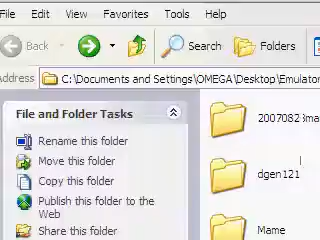 File Edit View Favorites Tools Help
Back Search Folders
Address C:\Documents and Settings\OMEGA\Desktop\Emulator
File and Folder Tasks
Rename this folder
Move this folder
Copy this folder
Publish this folder to the
Web
Share this folder
dgen121
Mame